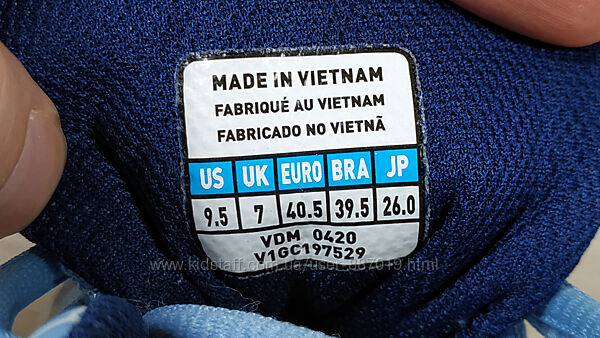 MADE IN VIETNAM
FABRIQUÉ AU VIETNAM
FABRICADO NO VIETNÃ
US UK EURO BRA JP
9.5 7 40.5 39.5 26.0
VDM 0420
V1GC197529